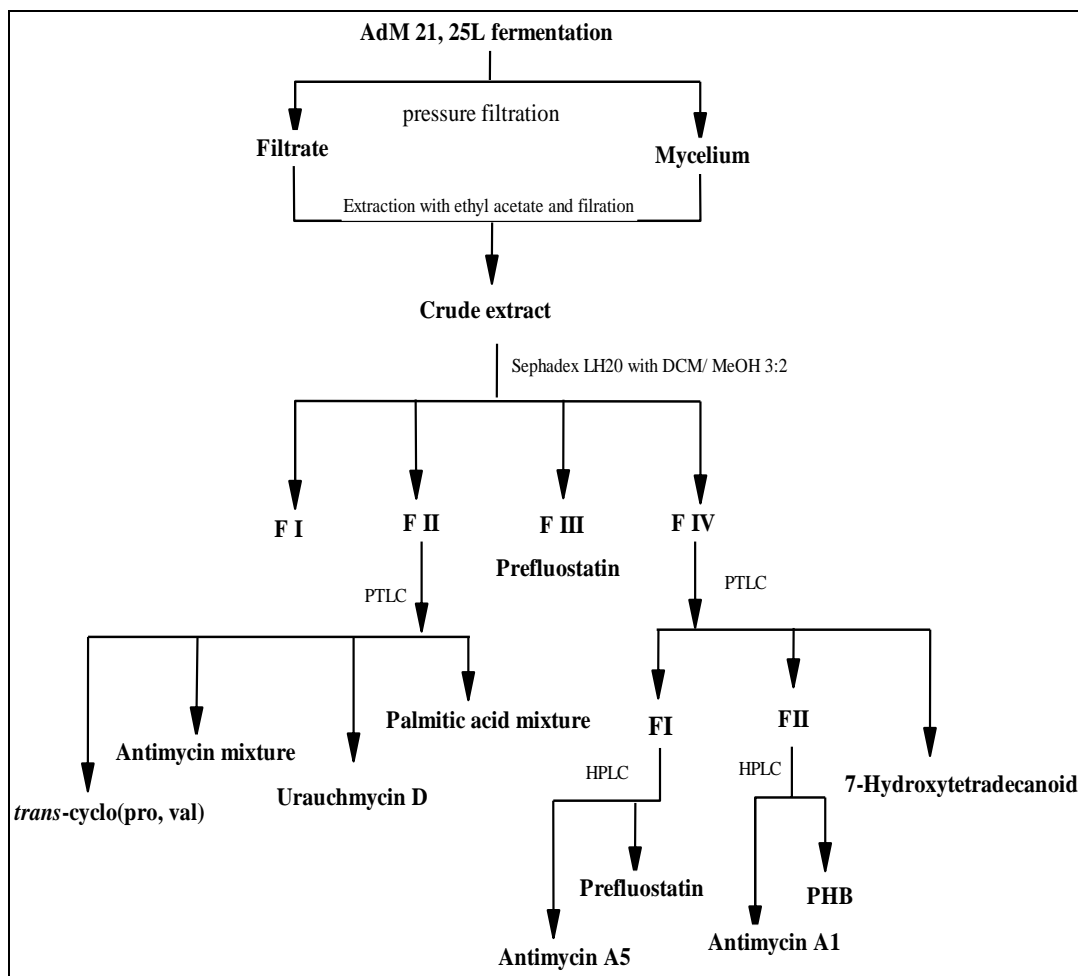 AdM 21, 25L fermentation
pressure filtration
Filtrate
Mycelium
Extraction with ethyl acetate and filration
Crude extract
Sephadex LH20 with DCM/ MeOH 3:2
F I
F II
F III
F IV
Prefluostatin
PTLC
PTLC
trans-cyclo(pro, val)
Antimycin mixture
Urauchmycin D
Palmitic acid mixture
FI
FII
7-Hydroxytetradecanoid
HPLC
HPLC
Antimycin A5
Prefluostatin
Antimycin A1
PHB